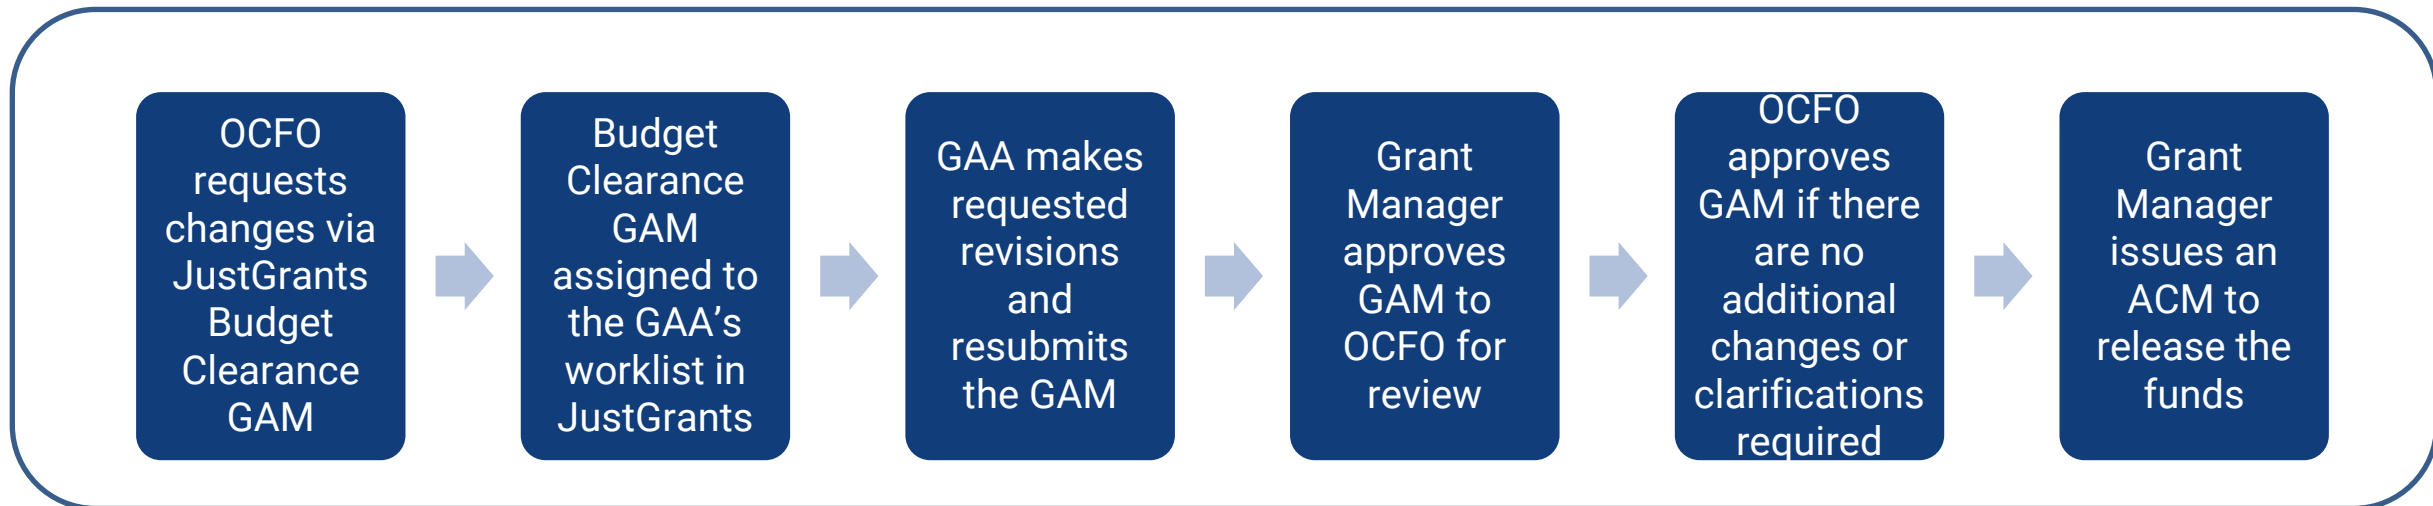 OCFO
requests
changes via
JustGrants
Budget
Clearance
GAM
Budget
Clearance
GAM
assigned to
the GAA’s
worklist in
JustGrants
GAA makes
requested
revisions
and
resubmits
the GAM
Grant
Manager
approves
GAM to
OCFO for
review
OCFO
approves
GAM if there
are no
additional
changes or
clarifications
required
Grant
Manager
issues an
ACM to
release the
funds